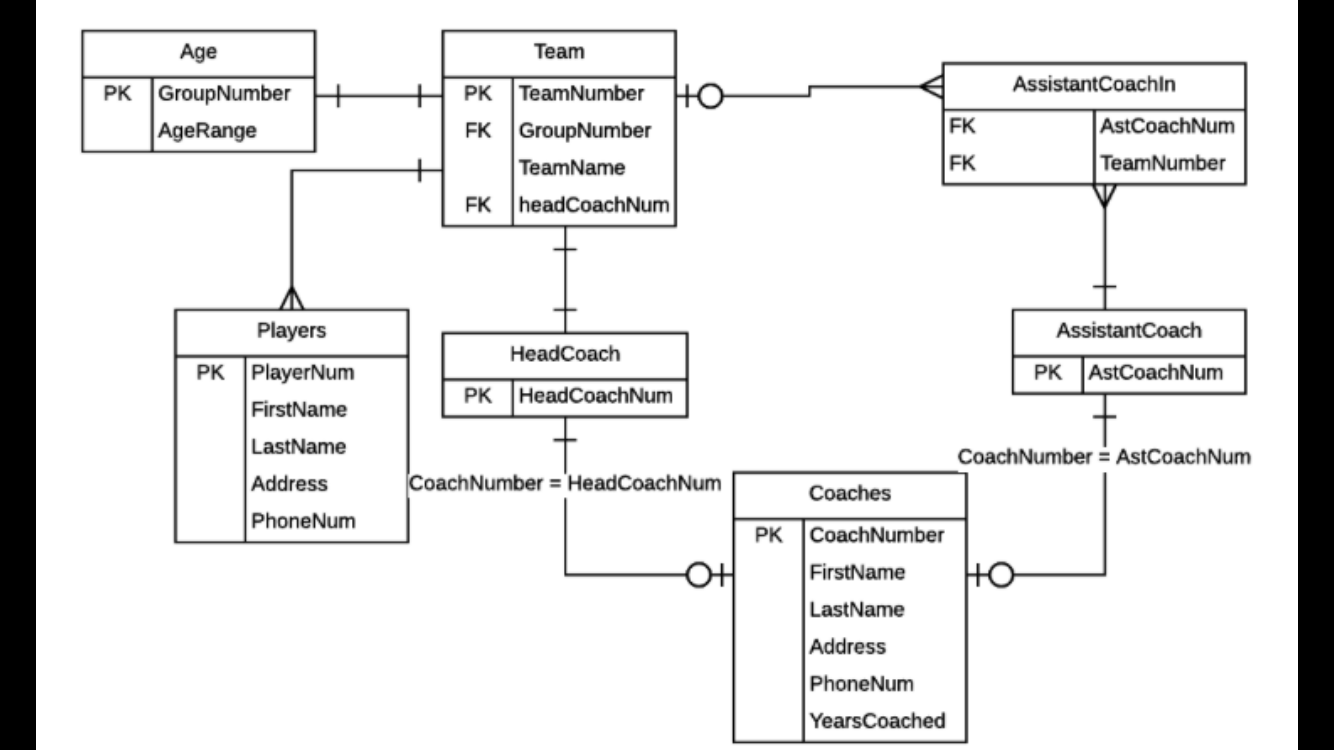 Age
PK GroupNumber
AgeRange
Team
PK TeamNumber
FK GroupNumber
TeamName
FK headCoachNum
AssistantCoachIn
FK AstCoachNum
FK TeamNumber
Players
PK PlayerNum
FirstName
LastName
Address
PhoneNum
HeadCoach
PK HeadCoachNum
AssistantCoach
PK AstCoachNum
CoachNumber = HeadCoachNum
CoachNumber = AstCoachNum
Coaches
PK CoachNumber
FirstName
LastName
Address
PhoneNum
YearsCoached